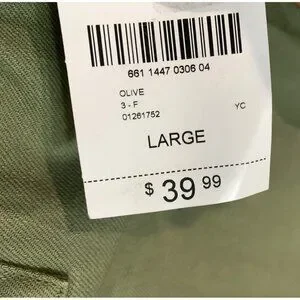 661 1447 0306 04
OLIVE
3 - F
01261752 YC
LARGE
$ 39 99